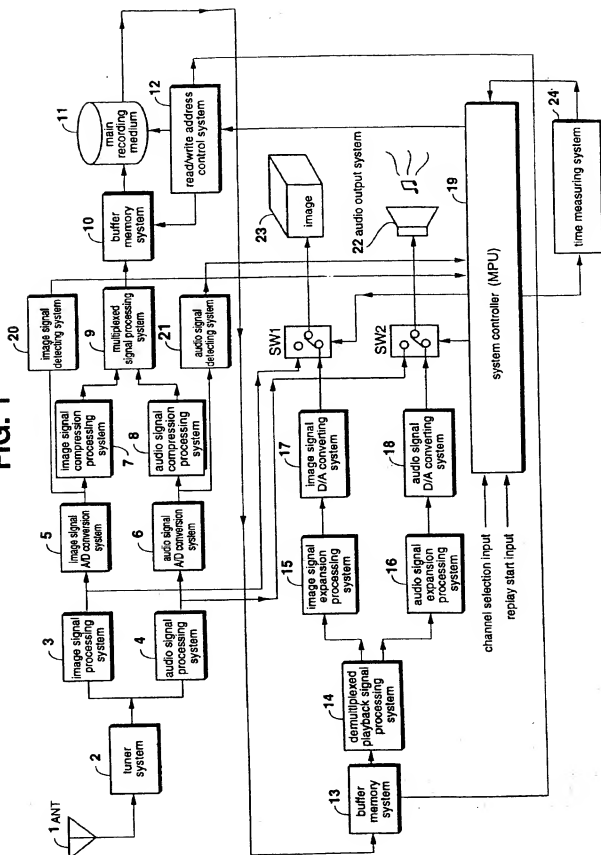 FIG. 1
1 ANT
2
tuner
system
3
image signal
processing
system
4
audio signal
processing
system
5
image signal
A/D conversion
system
6
audio signal
A/D conversion
system
7
image signal
compression
processing
system
8
audio signal
compression
processing
system
20
image signal
detecting system
9
multiplexed
signal processing
system
21
audio signal
detecting system
10
buffer
memory
system
11
main
recording
medium
12
read/write address
control system
13
buffer
memory
system
14
demultiplexed
playback signal
processing
system
15
image signal
expansion
processing
system
16
audio signal
expansion
processing
system
17
image signal
D/A converting
system
18
audio signal
D/A converting
system
SW1
SW2
23
image
22 audio output system
19
system controller (MPU)
channel selection input
replay start input
24
time measuring system